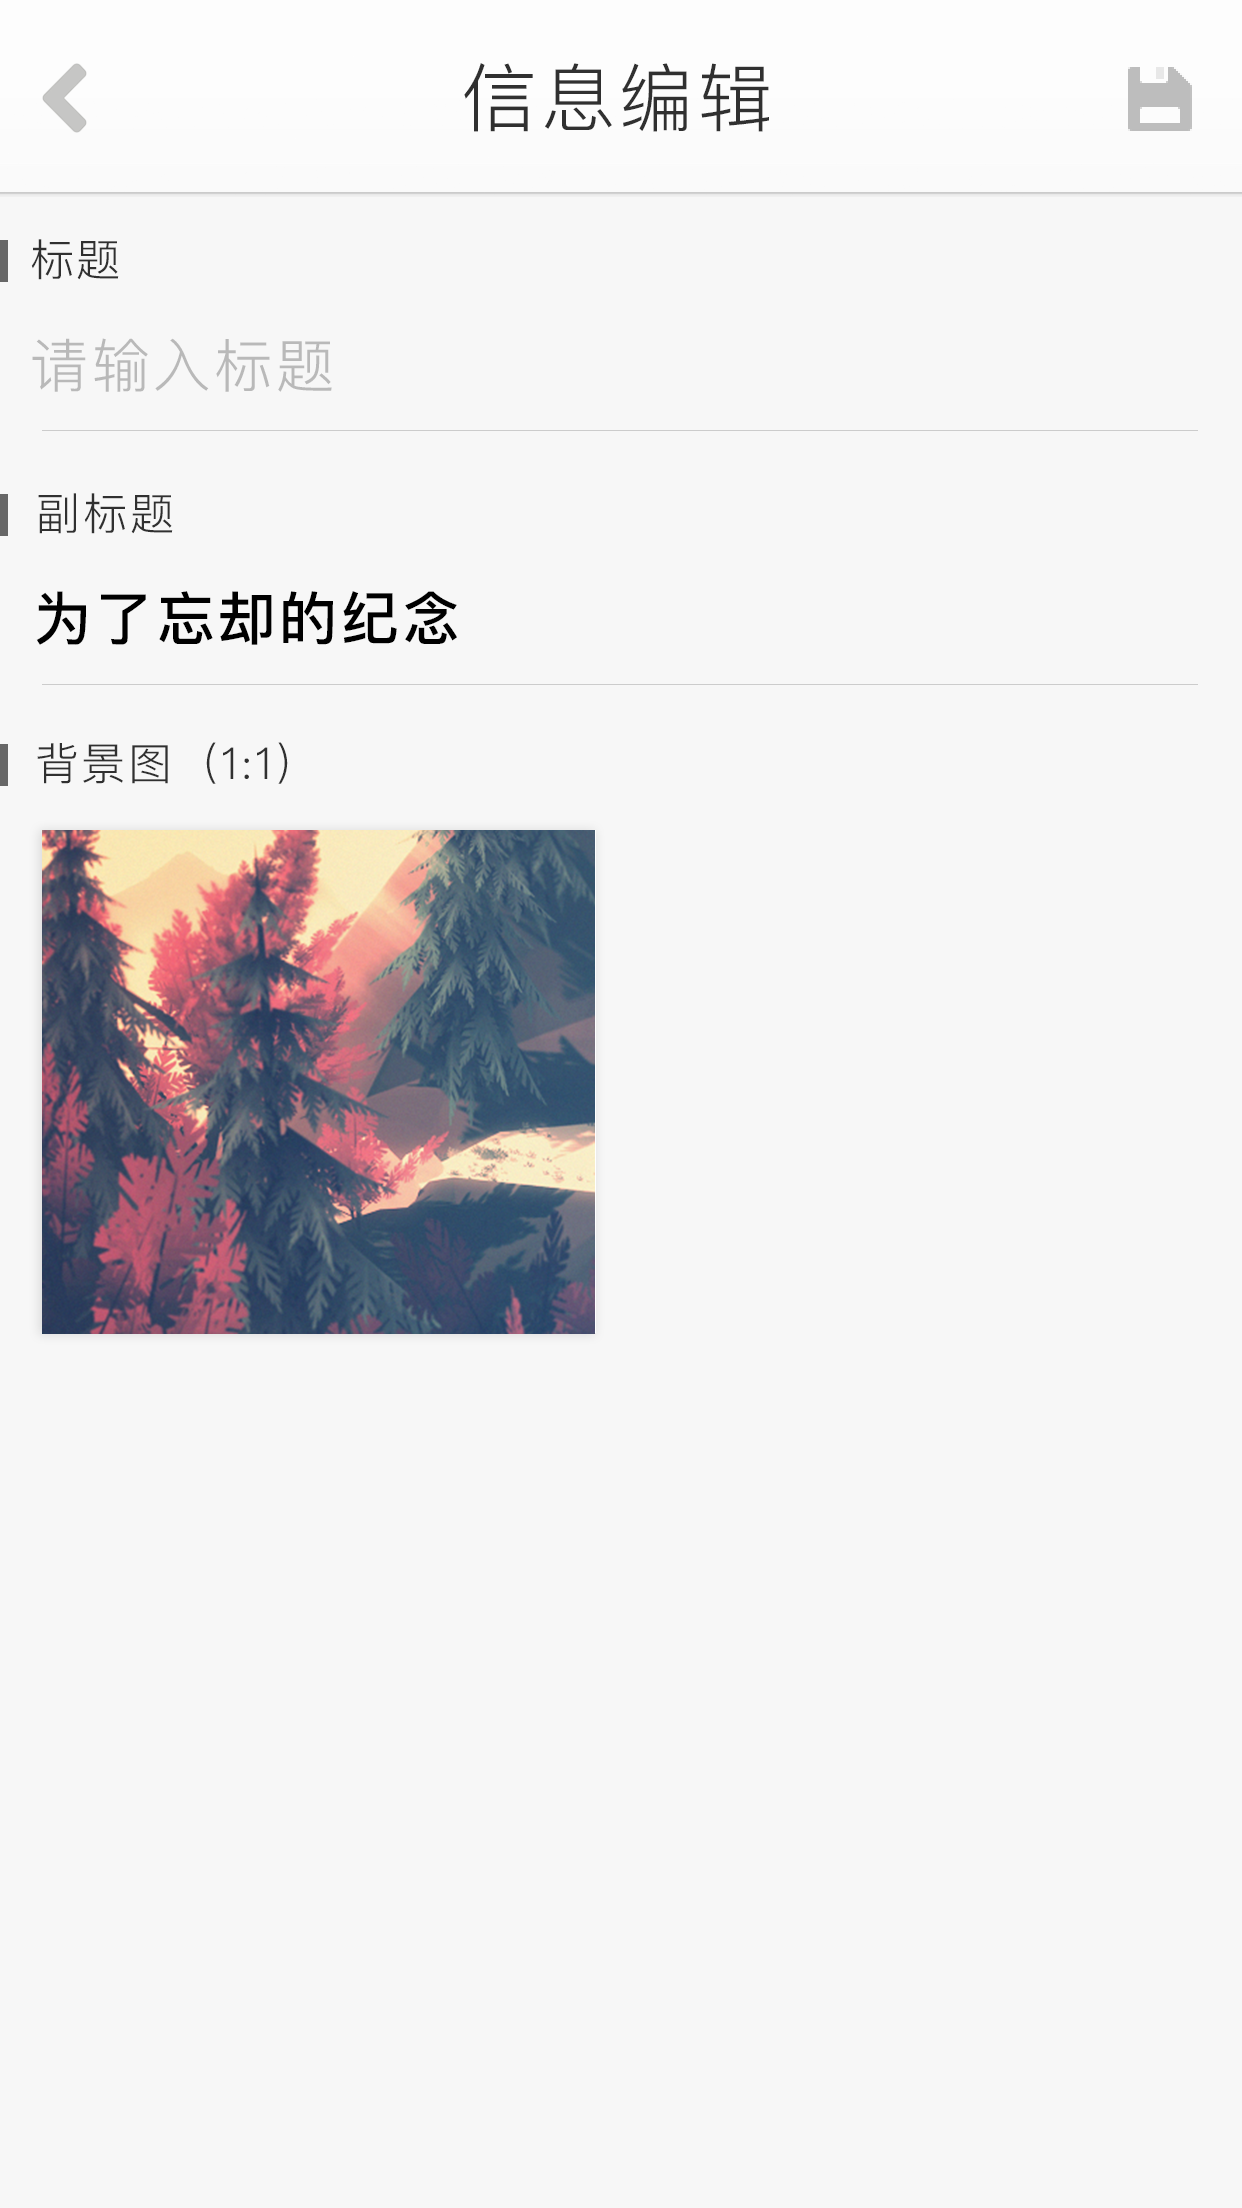 信息编辑
标题
请输入标题
副标题
为了忘却的纪念
背景图（1:1）